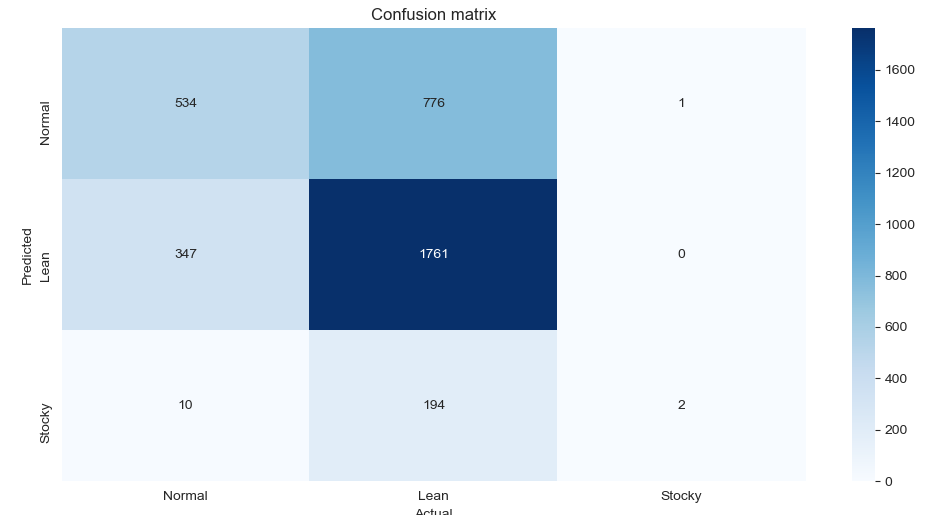 Confusion matrix
Normal
534
776
1
1600
1400
1200
Predicted
Lean
347
1761
0
1000
800
600
Stocky
10
194
2
400
200
0
Normal
Lean
Stocky
Actual